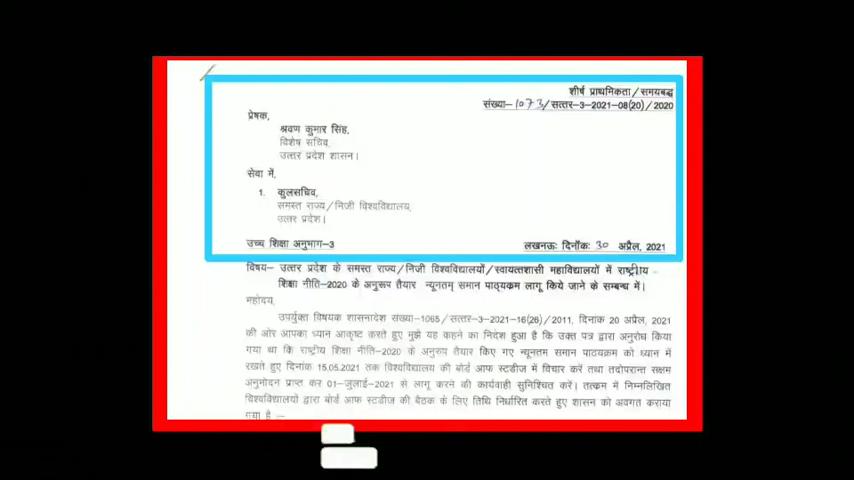 शीर्ष प्राथमिकता/समयबद्ध
संख्या-1073/सत्तर-3-2021-08(20)/2020
प्रेषक,
श्रवण कुमार सिंह,
विशेष सचिव,
उत्तर प्रदेश शासन।
सेवा में,
1. कुलसचिव,
समस्त राज्य/निजी विश्वविद्यालय,
उत्तर प्रदेश।
उच्च शिक्षा अनुभाग-3 लखनऊः दिनाँकः 30 अप्रैल, 2021
विषय- उत्तर प्रदेश के समस्त राज्य/निजी विश्वविद्यालयों/स्वायत्तशासी महाविद्यालयों में राष्ट्रीय
शिक्षा नीति-2020 के अनुरूप तैयार न्यूनतम् समान पाठ्यक्रम लागू किये जाने के सम्बन्ध में।
महोदय,
उपर्युक्त विषयक शासनादेश संख्या-1065/सत्तर-3-2021-16(26)/2011, दिनांक 20 अप्रैल, 2021
की ओर आपका ध्यान आकृष्ट करते हुए मुझे यह कहने का निदेश हुआ है कि उक्त पत्र द्वारा अनुरोध किया
गया था कि राष्ट्रीय शिक्षा नीति-2020 के अनुरुप तैयार किए गए न्यूनतम समान पाठयक्रम को ध्यान में
रखते हुए दिनांक 15.05.2021 तक विश्वविद्यालय की बोर्ड आफ स्टडीज में विचार करें तथा तदोपरान्त सक्षम
अनुमोदन प्राप्त कर 01-जुलाई-2021 से लागू करने की कार्यवाही सुनिश्चित करें। तत्क्रम में निम्नलिखित
विश्वविद्यालयों द्वारा बोर्ड आफ स्टडीज की बैठक के लिए तिथि निर्धारित करते हुए शासन को अवगत कराया
गया है :-